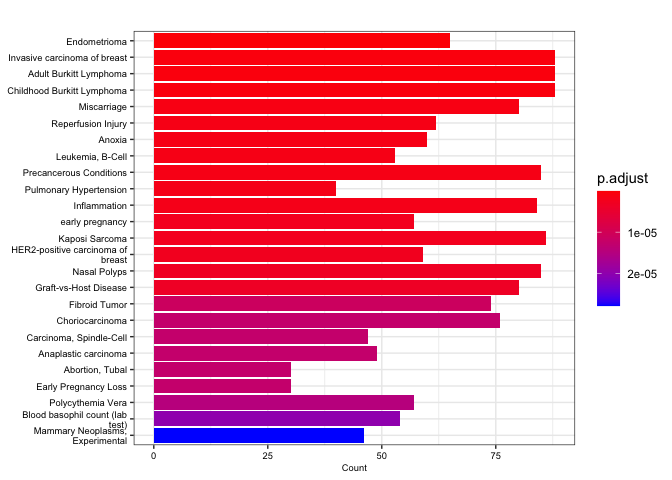 Endometrioma
Invasive carcinoma of breast
Adult Burkitt Lymphoma
Childhood Burkitt Lymphoma
Miscarriage
Reperfusion Injury
Anoxia
Leukemia, B-Cell
Precancerous Conditions
Pulmonary Hypertension
Inflammation
early pregnancy
Kaposi Sarcoma
HER2-positive carcinoma of
breast
Nasal Polyps
Graft-vs-Host Disease
Fibroid Tumor
Choriocarcinoma
Carcinoma, Spindle-Cell
Anaplastic carcinoma
Abortion, Tubal
Early Pregnancy Loss
Polycythemia Vera
Blood basophil count (lab
test)
Mammary Neoplasms,
Experimental
0 25 50 75
Count
p.adjust
1e-05
2e-05